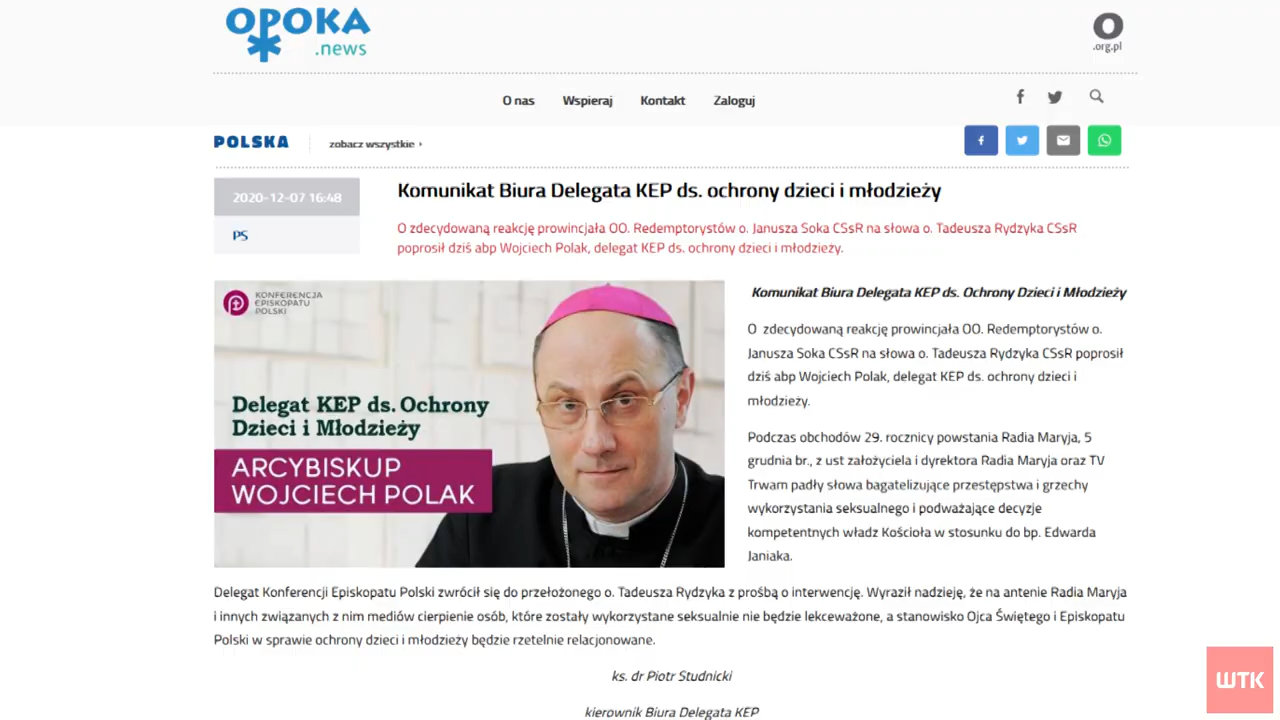 OPOKA
.news
O
.org.pl
O nas Wspieraj Kontakt Zaloguj
POLSKA zobacz wszystkie ›
2020-12-07 16:48
PS
Komunikat Biura Delegata KEP ds. ochrony dzieci i młodzieży
O zdecydowaną reakcję prowincjała OO. Redemptorystów o. Janusza Soka CSsR na słowa o. Tadeusza Rydzyka CSsR
poprosił dziś abp Wojciech Polak, delegat KEP ds. ochrony dzieci i młodzieży.
KONFERENCJA
EPISKOPATU
POLSKI
Delegat KEP ds. Ochrony
Dzieci i Młodzieży
ARCYBISKUP
WOJCIECH POLAK
Komunikat Biura Delegata KEP ds. Ochrony Dzieci i Młodzieży
O zdecydowaną reakcję prowincjała OO. Redemptorystów o.
Janusza Soka CSsR na słowa o. Tadeusza Rydzyka CSsR poprosił
dziś abp Wojciech Polak, delegat KEP ds. ochrony dzieci i
młodzieży.
Podczas obchodów 29. rocznicy powstania Radia Maryja, 5
grudnia br., z ust założyciela i dyrektora Radia Maryja oraz TV
Trwam padły słowa bagatelizujące przestępstwa i grzechy
wykorzystania seksualnego i podważające decyzje
kompetentnych władz Kościoła w stosunku do bp. Edwarda
Janiaka.
Delegat Konferencji Episkopatu Polski zwrócił się do przełożonego o. Tadeusza Rydzyka z prośbą o interwencję. Wyraził nadzieję, że na antenie Radia Maryja
i innych związanych z nim mediów cierpienie osób, które zostały wykorzystane seksualnie nie będzie lekceważone, a stanowisko Ojca Świętego i Episkopatu
Polski w sprawie ochrony dzieci i młodzieży będzie rzetelnie relacjonowane.
ks. dr Piotr Studnicki
kierownik Biura Delegata KEP
WTK